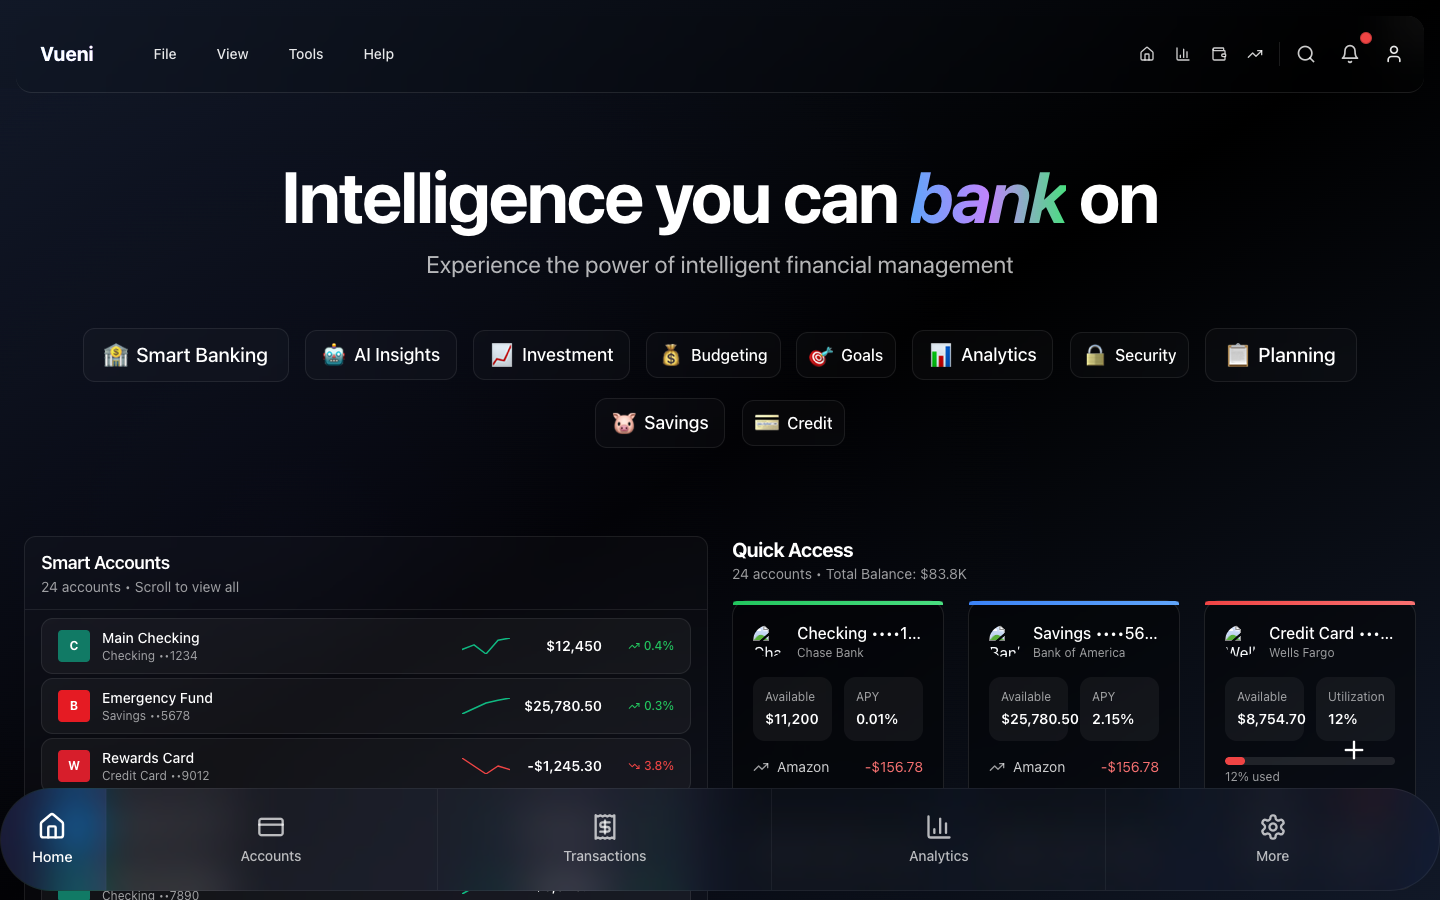 Vueni
File
View
Tools
Help
Intelligence you can bank on
Experience the power of intelligent financial management
Smart Banking
AI Insights
Investment
Budgeting
Goals
Analytics
Security
Planning
Savings
Credit
Smart Accounts
24 accounts • Scroll to view all
C
Main Checking
Checking ••1234
$12,450
0.4%
B
Emergency Fund
Savings ••5678
$25,780.50
0.3%
W
Rewards Card
Credit Card ••9012
-$1,245.30
3.8%
Checking ••7890
Quick Access
24 accounts • Total Balance: $83.8K
Checking ••••1...
Chase Bank
Available
$11,200
APY
0.01%
Amazon
-$156.78
Savings ••••56...
Bank of America
Available
$25,780.50
APY
2.15%
Amazon
-$156.78
Credit Card •••...
Wells Fargo
Available
$8,754.70
Utilization
12%
12% used
Home
Accounts
Transactions
Analytics
More